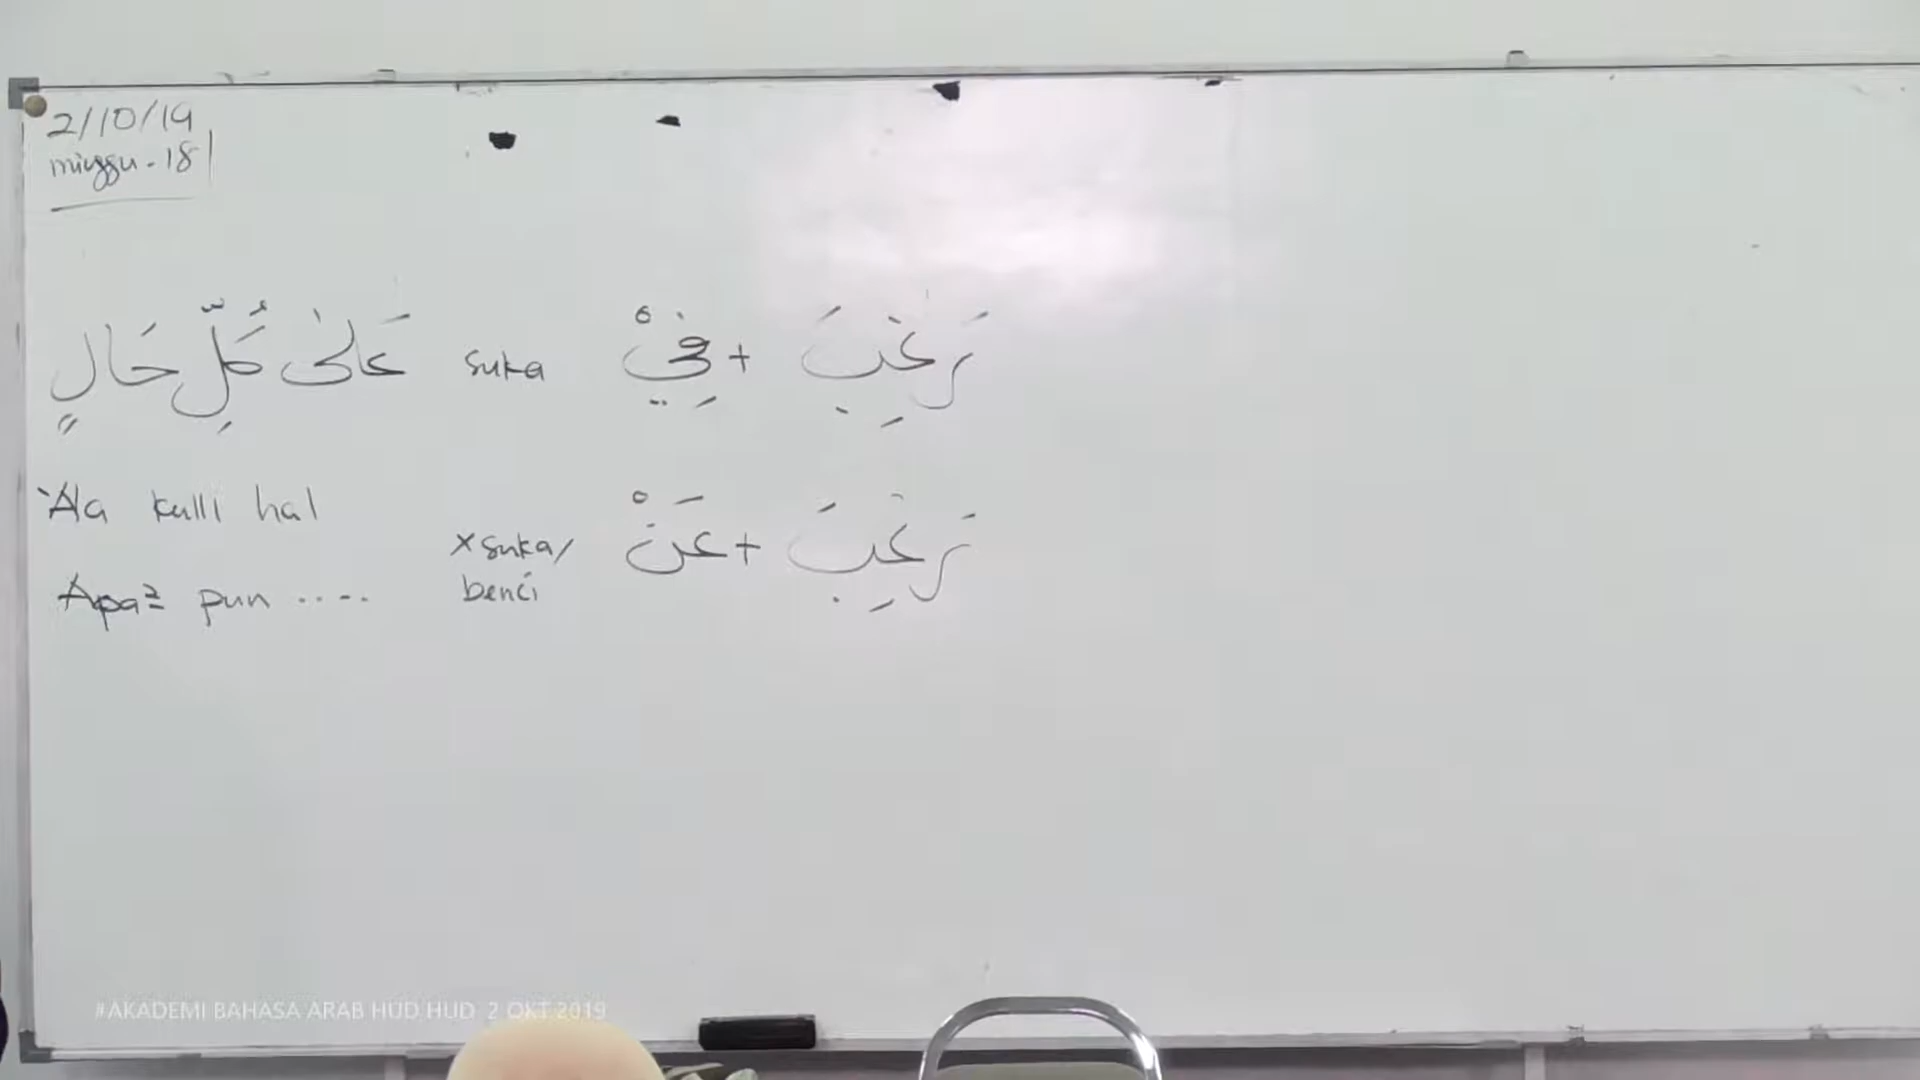 2/10/19
minggu - 18
رَغِبَ + فِيْ suka
عَلىٰ كُلِّ حَالٍ
رَغِبَ + عَنْ x suka/
benci
'Ala kulli hal
Apa2 pun ....
#AKADEMI BAHASA ARAB HUD HUD 2 OKT 2019